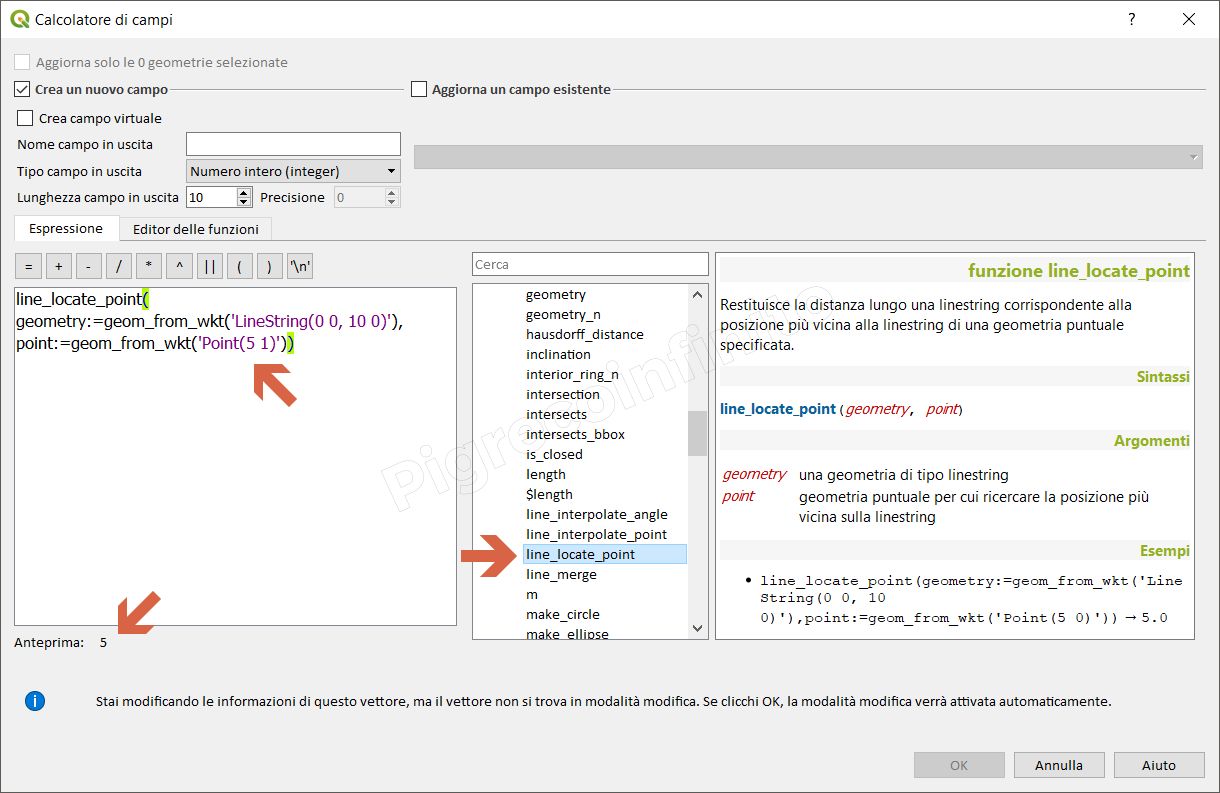 Calcolatore di campi
?
Aggiorna solo le 0 geometrie selezionate
Crea un nuovo campo
Aggiorna un campo esistente
Crea campo virtuale
Nome campo in uscita
Tipo campo in uscita
Numero intero (integer)
Lunghezza campo in uscita
10
Precisione
0
Espressione
Editor delle funzioni
= + - / * ^ || ( ) '\n'
line_locate_point(
geometry:=geom_from_wkt('LineString(0 0, 10 0)'),
point:=geom_from_wkt('Point(5 1)'))
Anteprima: 5
Cerca
geometry
geometry_n
hausdorff_distance
inclination
interior_ring_n
intersection
intersects
intersects_bbox
is_closed
length
$length
line_interpolate_angle
line_interpolate_point
line_locate_point
line_merge
m
make_circle
make_ellipse
funzione line_locate_point
Restituisce la distanza lungo una linestring corrispondente alla
posizione più vicina alla linestring di una geometria puntuale
specificata.
Sintassi
line_locate_point(geometry, point)
Argomenti
geometry una geometria di tipo linestring
point geometria puntuale per cui ricercare la posizione più
vicina sulla linestring
Esempi
• line_locate_point(geometry:=geom_from_wkt('Line
String(0 0, 10
0)'),point:=geom_from_wkt('Point(5 0)')) → 5.0
Stai modificando le informazioni di questo vettore, ma il vettore non si trova in modalità modifica. Se clicchi OK, la modalità modifica verrà attivata automaticamente.
OK
Annulla
Aiuto